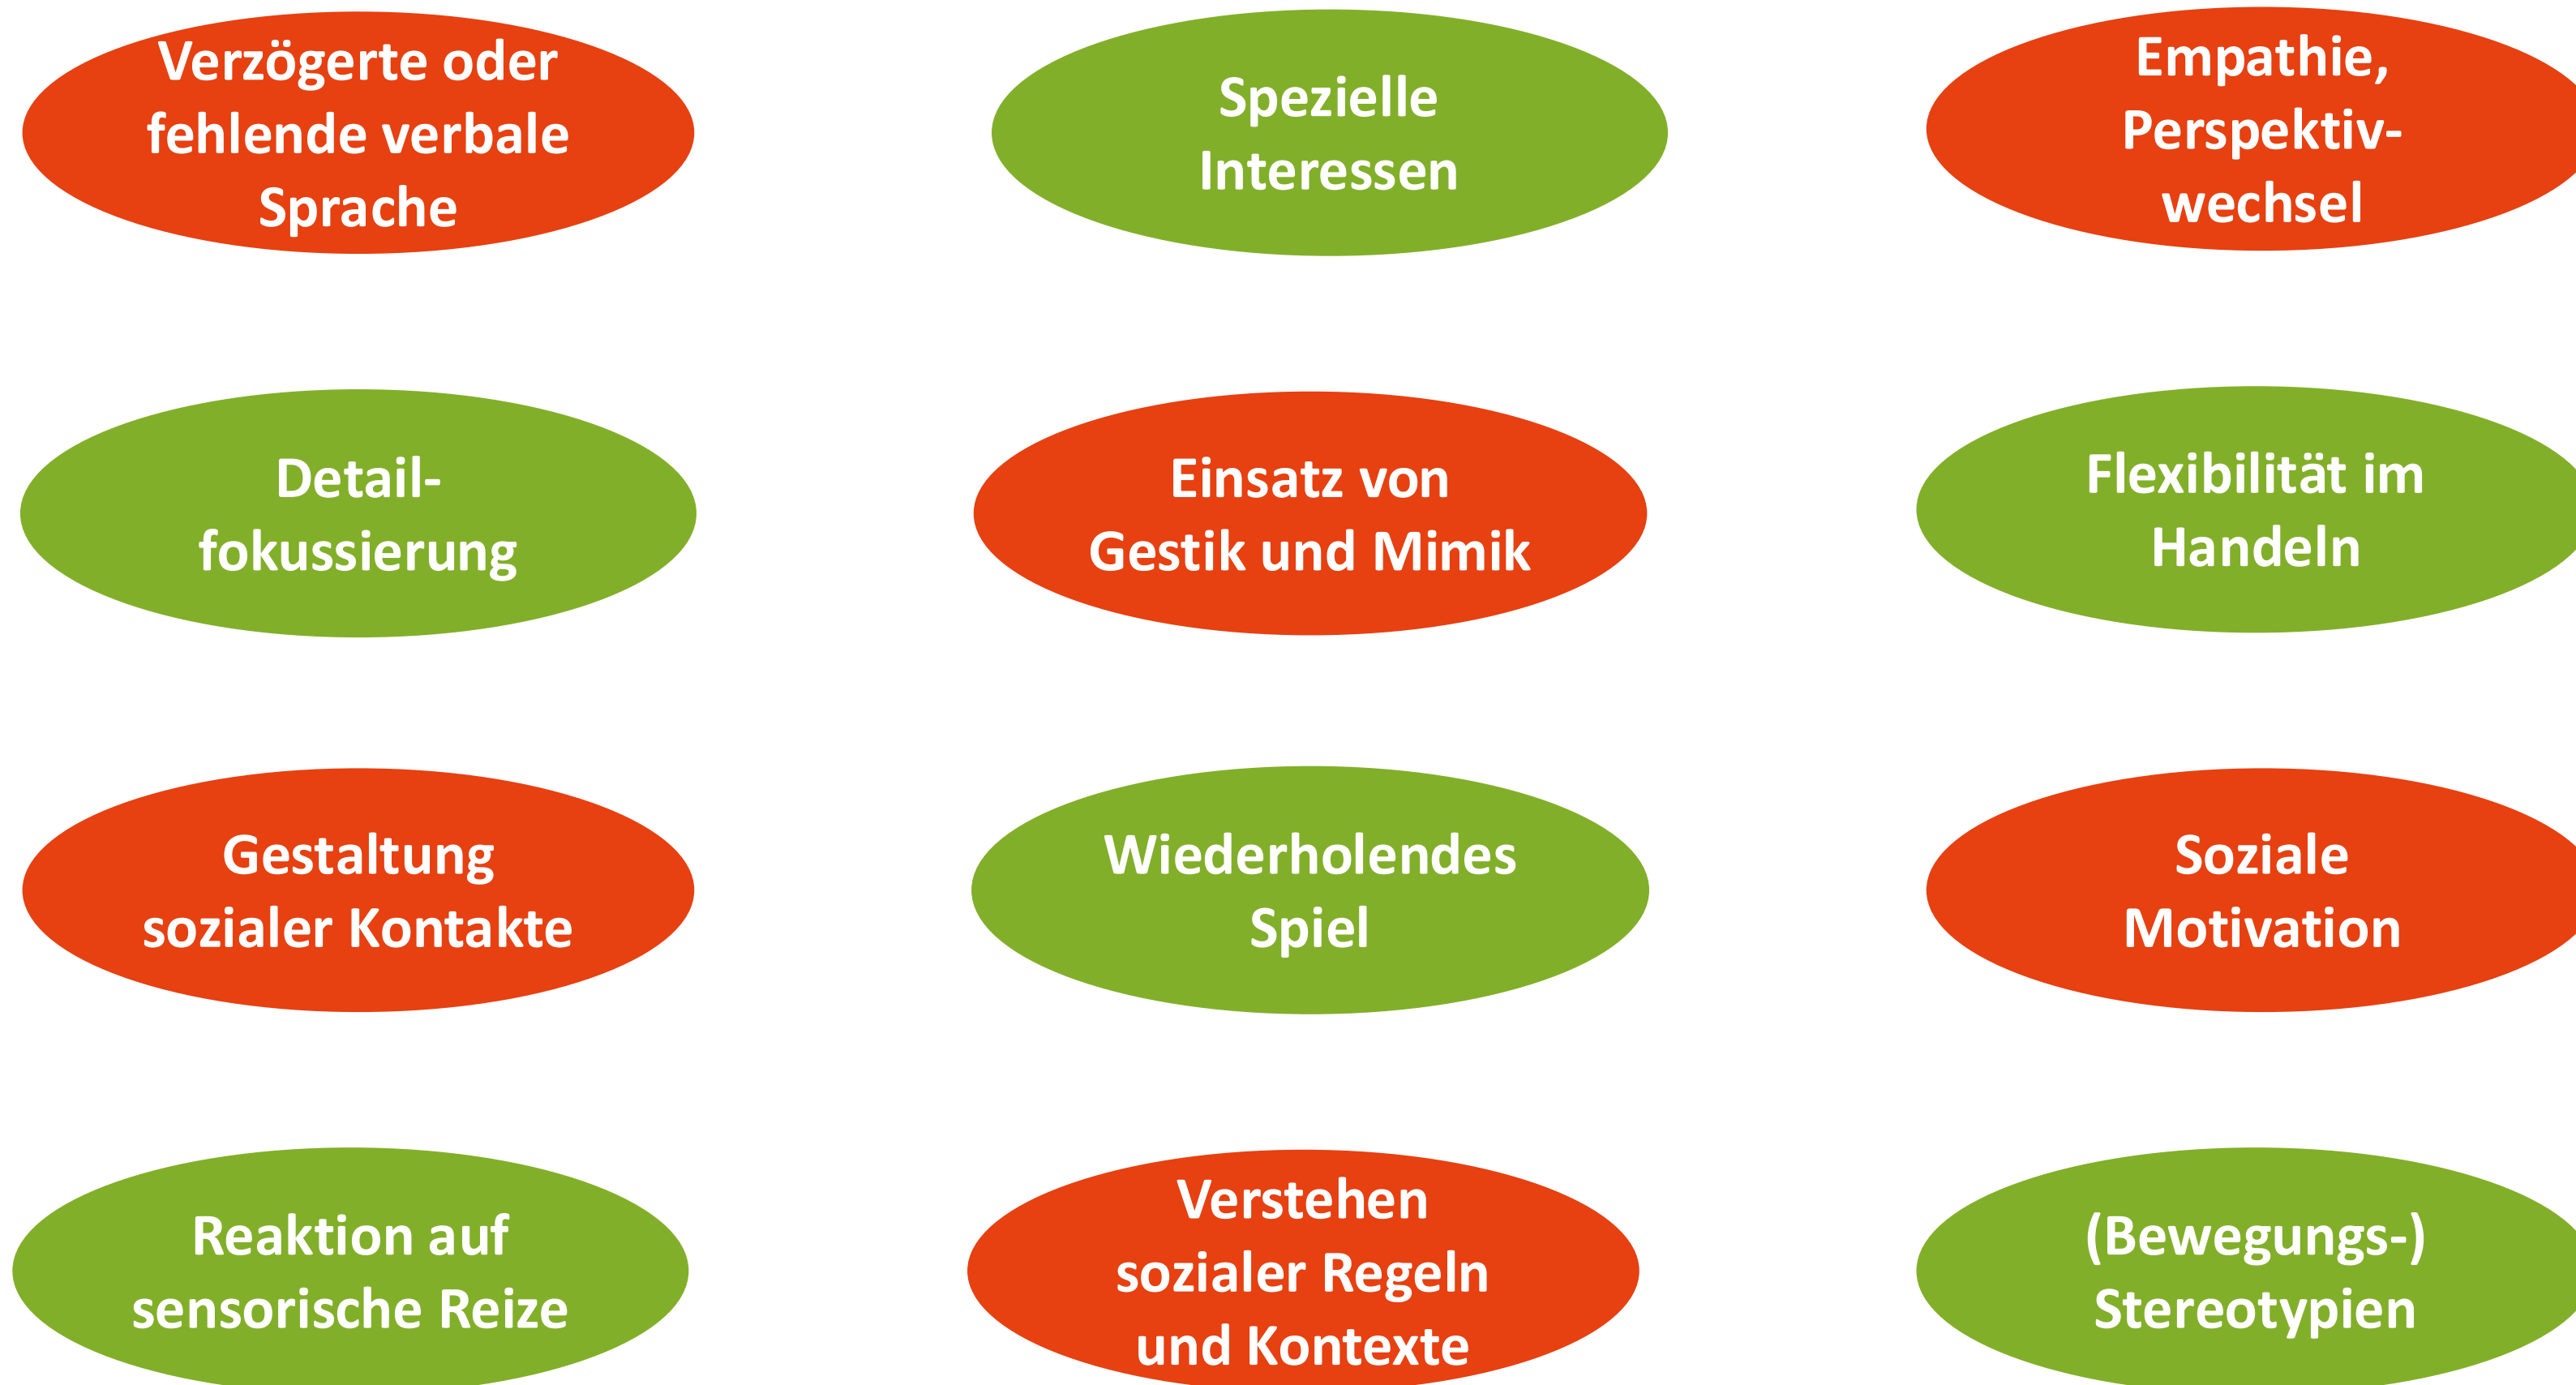 Verzögerte oder
fehlende verbale
Sprache
Spezielle
Interessen
Empathie,
Perspektiv-
wechsel
Detail-
fokussierung
Einsatz von
Gestik und Mimik
Flexibilität im
Handeln
Gestaltung
sozialer Kontakte
Wiederholendes
Spiel
Soziale
Motivation
Reaktion auf
sensorische Reize
Verstehen
sozialer Regeln
und Kontexte
(Bewegungs-)
Stereotypien